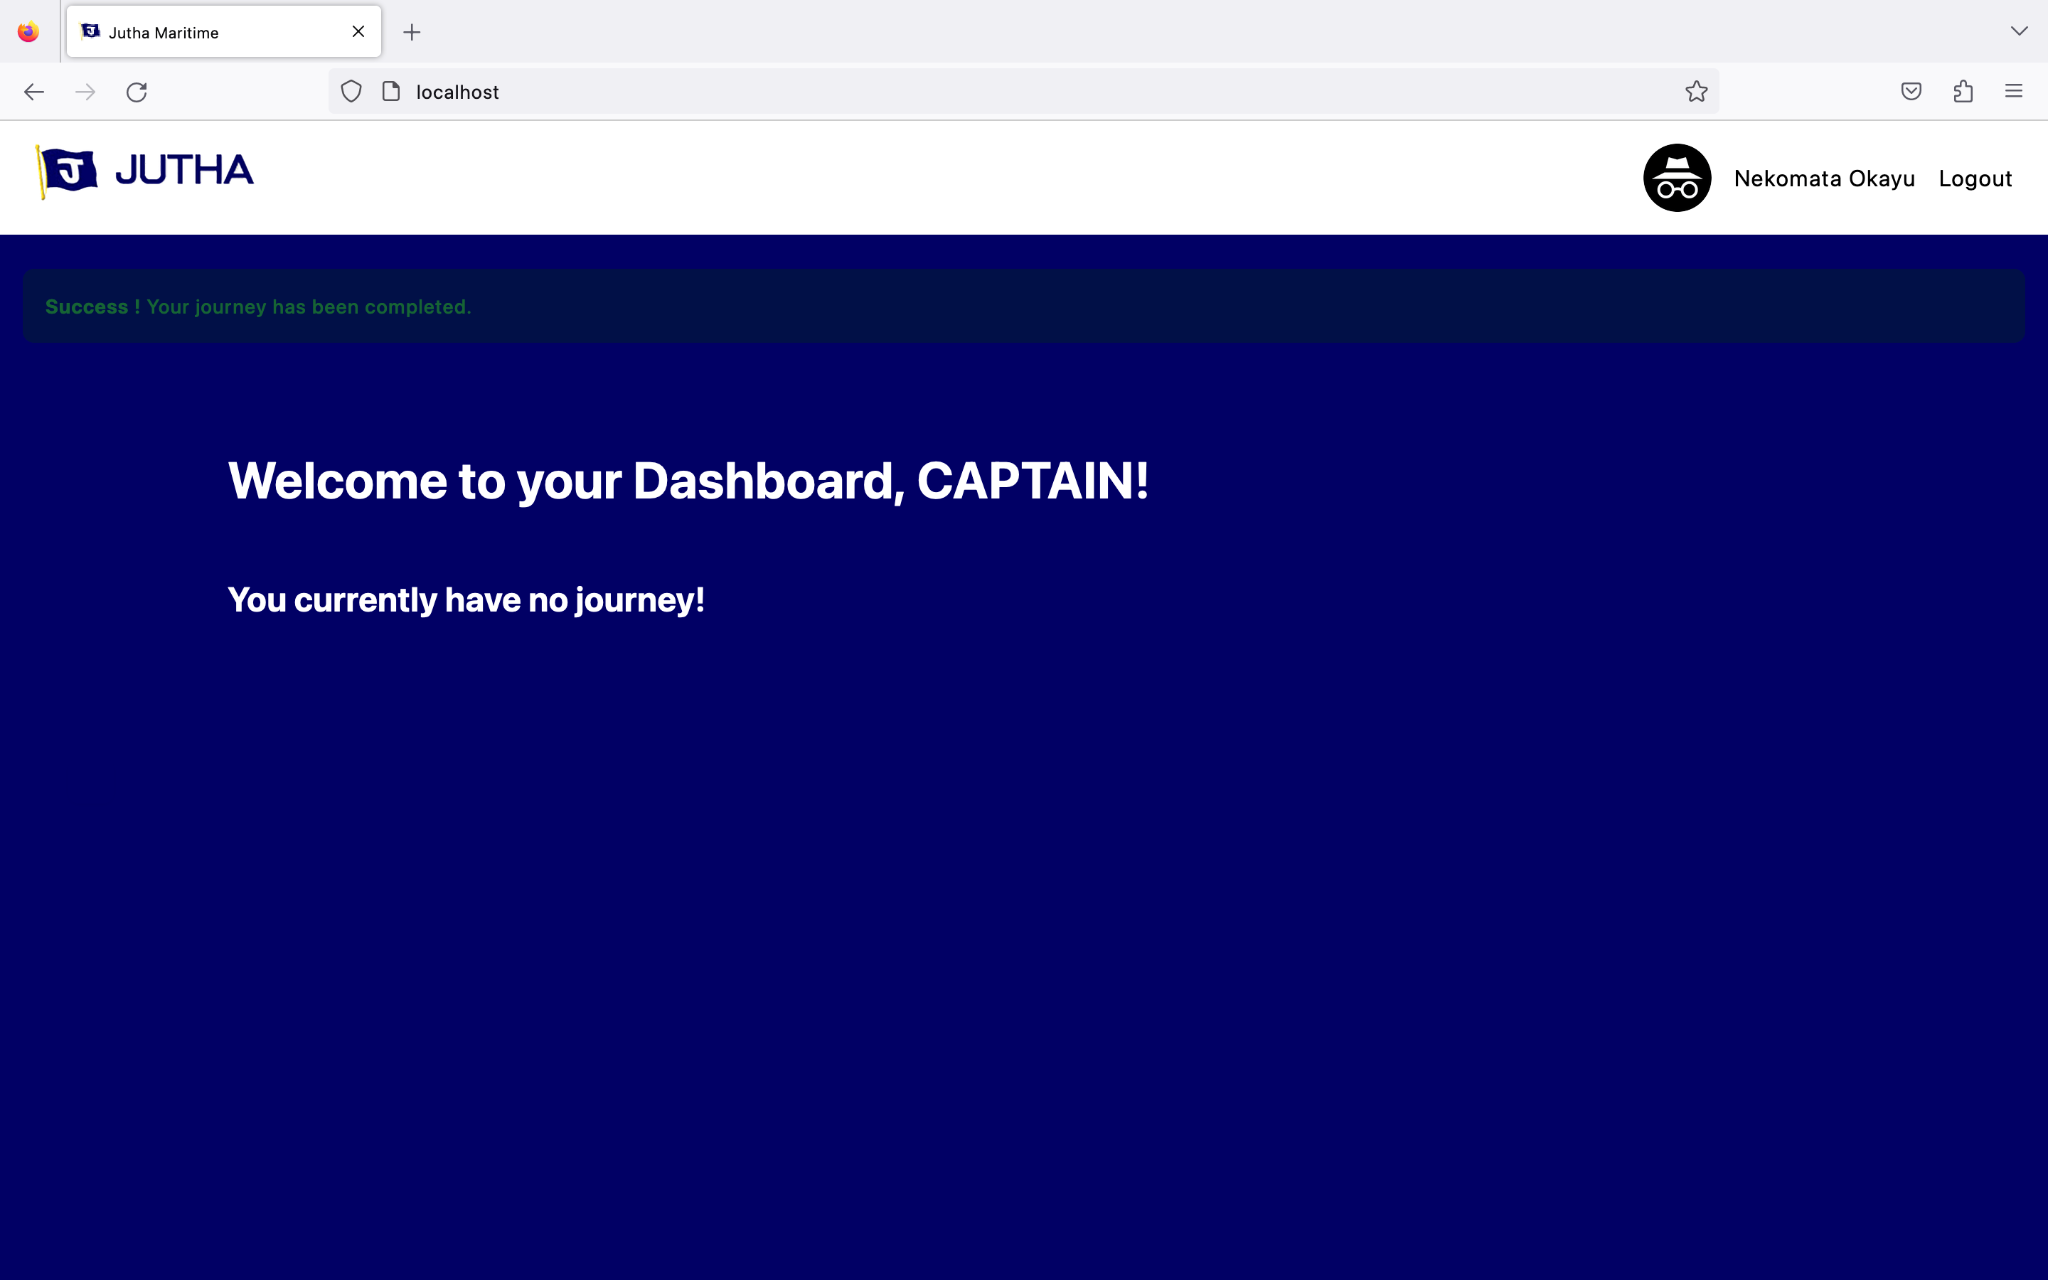 Jutha Maritime
localhost
J JUTHA
Nekomata Okayu Logout
Success ! Your journey has been completed.
Welcome to your Dashboard, CAPTAIN!
You currently have no journey!